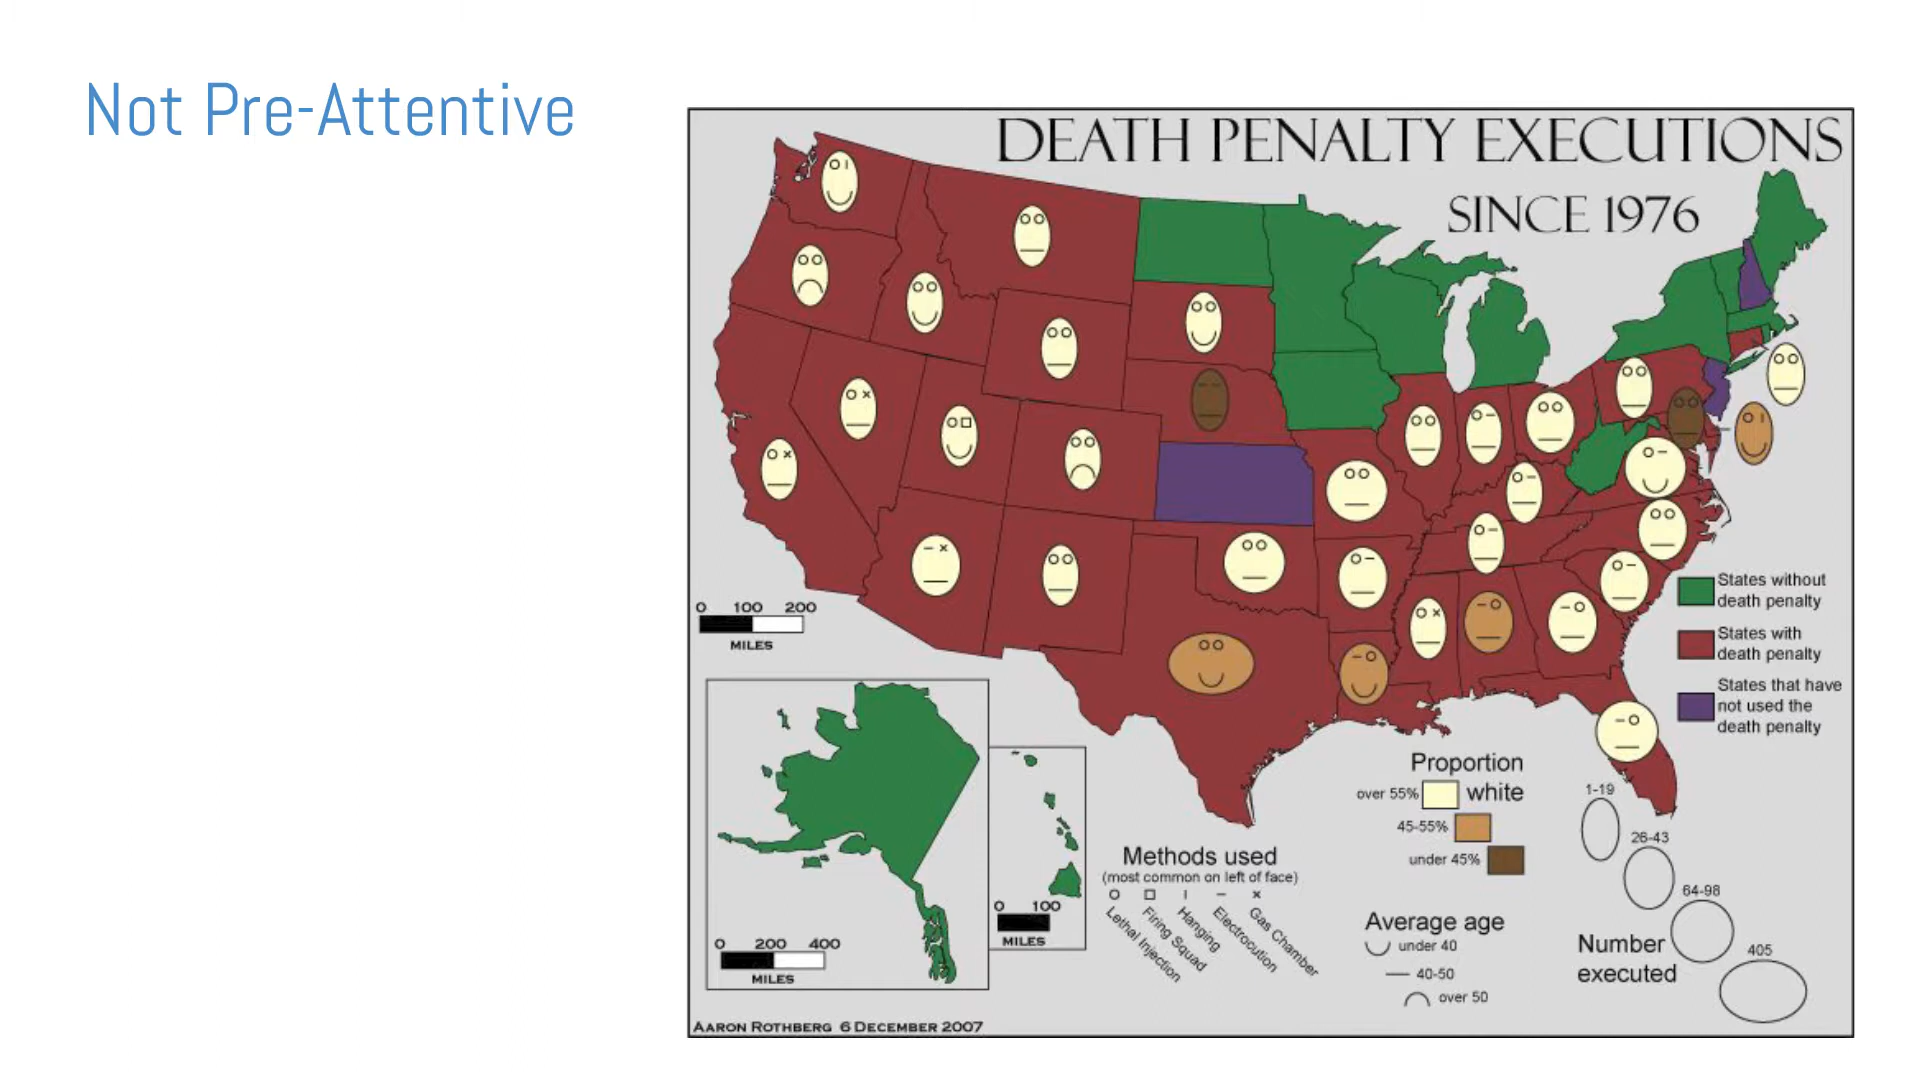 Not Pre-Attentive
DEATH PENALTY EXECUTIONS
SINCE 1976
0 100 200
MILES
States without
death penalty
States with
death penalty
States that have
not used the
death penalty
Proportion
white
over 55%
45-55%
under 45%
Methods used
(most common on left of face)
Lethal Injection
Firing Squad
Hanging
Electrocution
Gas Chamber
Average age
under 40
40-50
over 50
Number
executed
1-19
26-43
64-98
405
0 100
MILES
0 200 400
MILES
AARON ROTHBERG 6 DECEMBER 2007